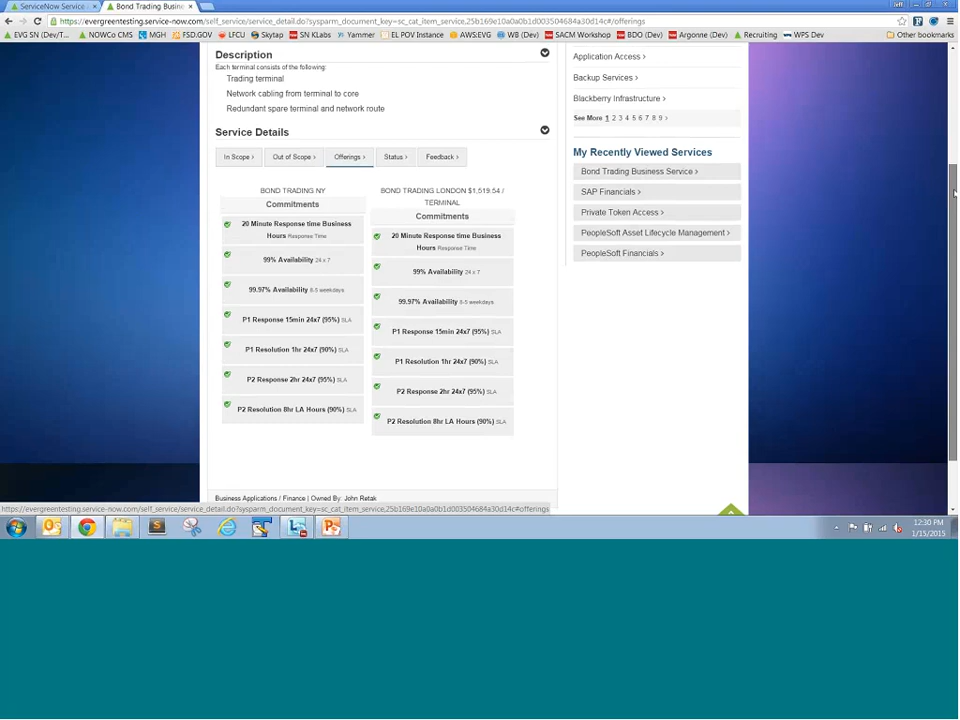 ServiceNow Service A
Bond Trading Busine
https://evergreentesting.service-now.com/self_service/service_detail.do?sysparm_document_key=sc_cat_item_service,25b169e10a0a0b1d003504684a30d14c#/offerings
EVG SN (Dev/T... NOWCo CMS MGH FSD.GOV LFCU Skytap SN KLabs Yammer EL POV Instance AWS:EVG WB (Dev) SACM Workshop BDO (Dev) Argonne (Dev) Recruiting WPS Dev Other bookmarks
Description
Each terminal consists of the following:
Trading terminal
Network cabling from terminal to core
Redundant spare terminal and network route
Service Details
In Scope › Out of Scope › Offerings › Status › Feedback ›
BOND TRADING NY
Commitments
20 Minute Response time Business
Hours Response Time
99% Availability 24 x 7
99.97% Availability 8-5 weekdays
P1 Response 15min 24x7 (95%) SLA
P1 Resolution 1hr 24x7 (90%) SLA
P2 Response 2hr 24x7 (95%) SLA
P2 Resolution 8hr LA Hours (90%) SLA
BOND TRADING LONDON $1,519.54 /
TERMINAL
Commitments
20 Minute Response time Business
Hours Response Time
99% Availability 24 x 7
99.97% Availability 8-5 weekdays
P1 Response 15min 24x7 (95%) SLA
P1 Resolution 1hr 24x7 (90%) SLA
P2 Response 2hr 24x7 (95%) SLA
P2 Resolution 8hr LA Hours (90%) SLA
Application Access ›
Backup Services ›
Blackberry Infrastructure ›
See More 1 2 3 4 5 6 7 8 9 ›
My Recently Viewed Services
Bond Trading Business Service ›
SAP Financials ›
Private Token Access ›
PeopleSoft Asset Lifecycle Management ›
PeopleSoft Financials ›
Business Applications / Finance | Owned By: John Retak
https://evergreentesting.service-now.com/self_service/service_detail.do?sysparm_document_key=sc_cat_item_service,25b169e10a0a0b1d003504684a30d14c#offerings
12:30 PM
1/15/2015